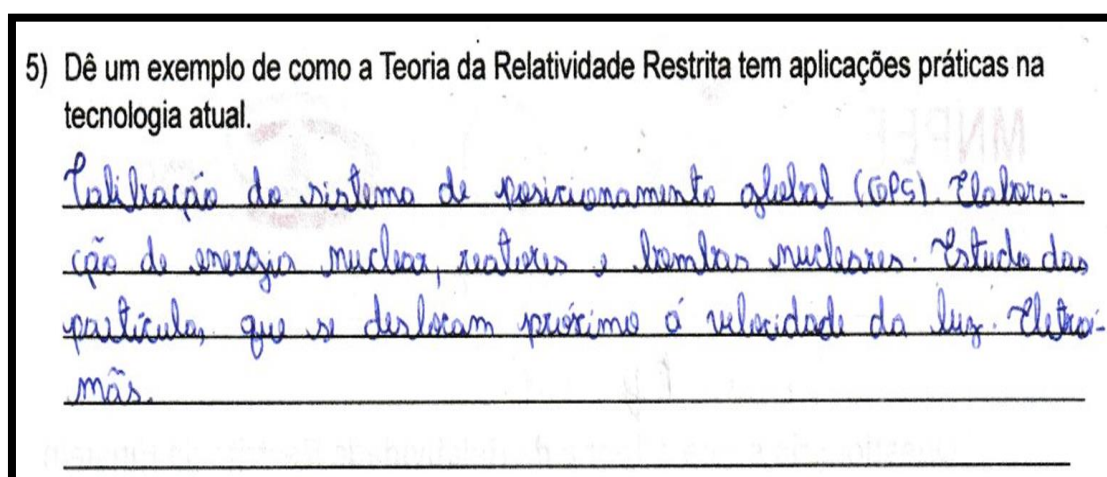 5) Dê um exemplo de como a Teoria da Relatividade Restrita tem aplicações práticas na
tecnologia atual.
Calibração do sistema de posicionamento global (GPS). Elabora-
ção de energia nuclear, reatores e bombas nucleares. Estudo das
partículas, que se deslocam próximo á velocidade da luz. Eletroí-
mãs.